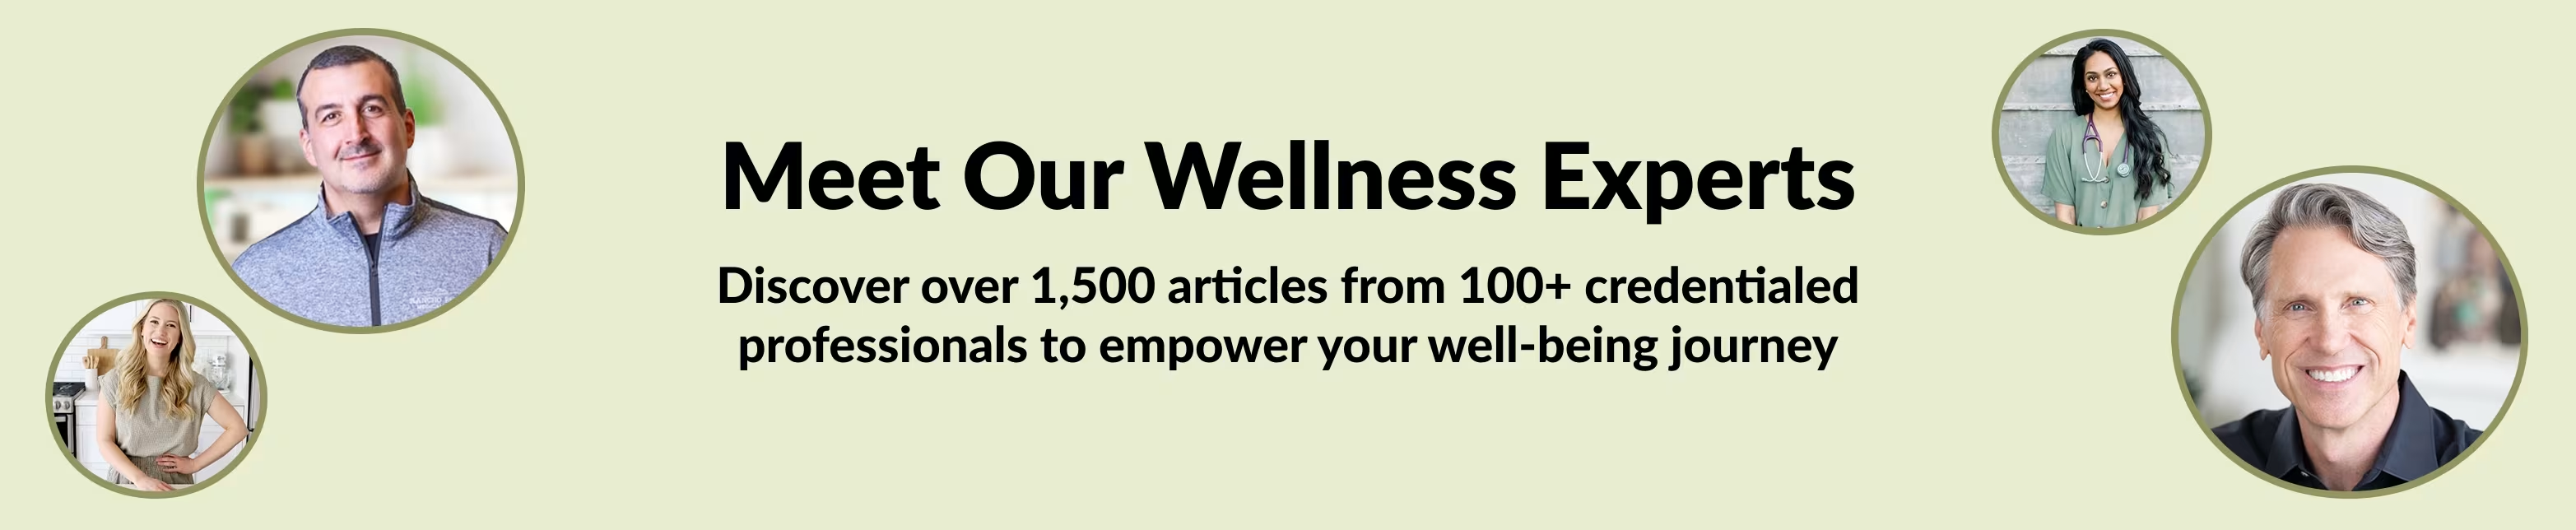 Meet Our Wellness Experts
Discover over 1,500 articles from 100+ credentialed
professionals to empower your well-being journey